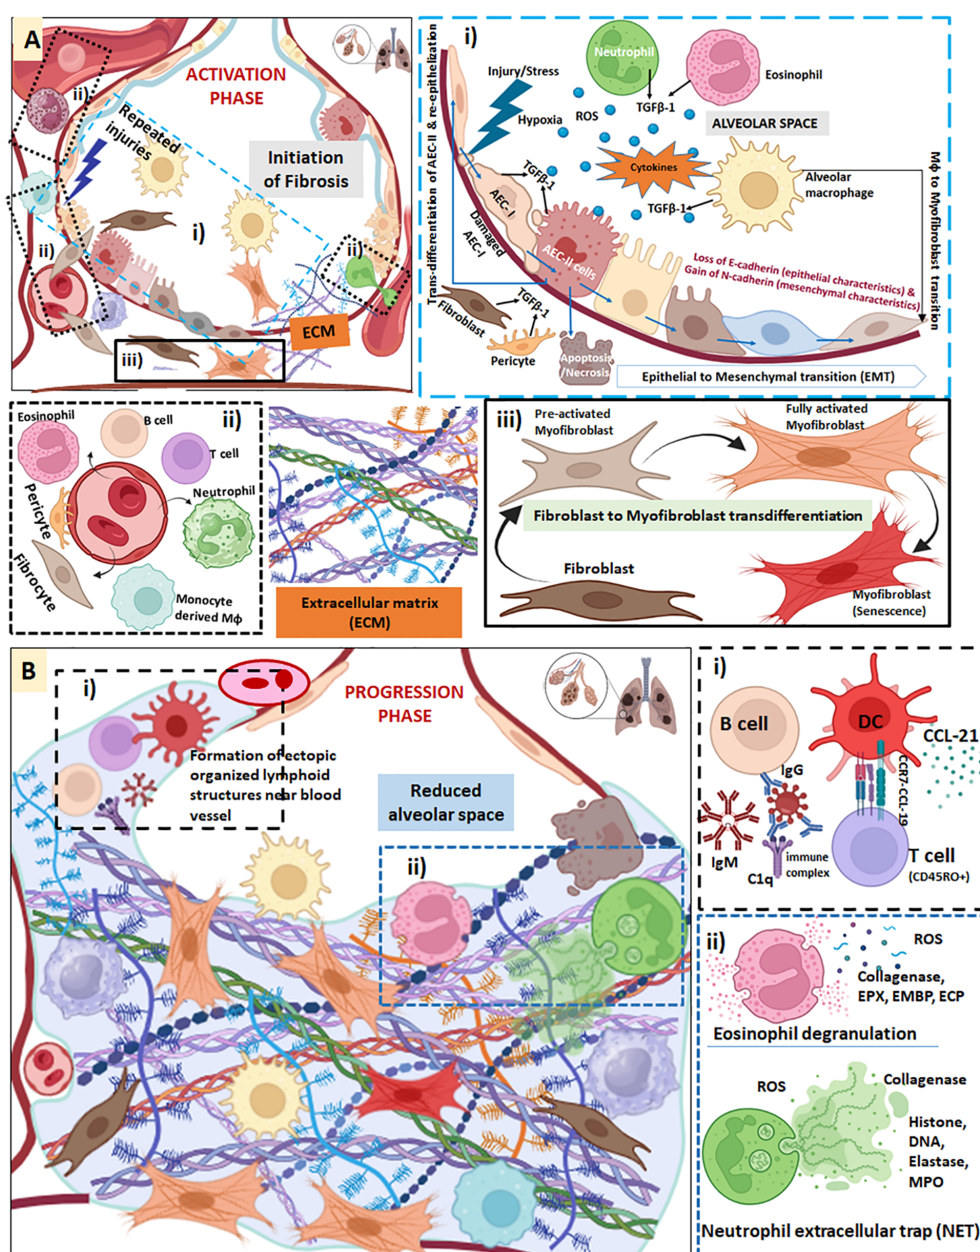 A
ACTIVATION
PHASE
ii)
Repeated
injuries
Initiation
of Fibrosis
i)
ii)
ii)
ECM
iii)
i)
Trans-differentiation of AEC-II & re-epithelization
Injury/Stress
Hypoxia
Neutrophil
Eosinophil
TGFβ-1
ROS
ALVEOLAR SPACE
Cytokines
TGFβ-1
Alveolar
macrophage
TGFβ-1
AEC- I
Damaged
AEC-I
AEC-II cells
Loss of E-cadherin (epithelial characteristics) &
Gain of N-cadherin (mesenchymal characteristics)
Mϕ to Myofibroblast transition
Fibroblast
TGFβ-1
Pericyte
Apoptosis
/Necrosis
Epithelial to Mesenchymal transition (EMT)
ii)
Eosinophil
B cell
T cell
Neutrophil
Pericyte
Fibrocyte
Monocyte
derived Mϕ
Extracellular matrix
(ECM)
iii)
Pre-activated
Myofibroblast
Fully activated
Myofibroblast
Fibroblast to Myofibroblast transdifferentiation
Fibroblast
Myofibroblast
(Senescence)
B
i)
PROGRESSION
PHASE
Formation of ectopic
organized lymphoid
structures near blood
vessel
Reduced
alveolar space
ii)
i)
B cell
DC
CCL-21
IgG
CCR7-CCL-19
IgM
C1q
immune
complex
T cell
(CD45RO+)
ii)
ROS
Collagenase,
EPX, EMBP, ECP
Eosinophil degranulation
ROS
Collagenase
Histone,
DNA,
Elastase,
MPO
Neutrophil extracellular trap (NET)